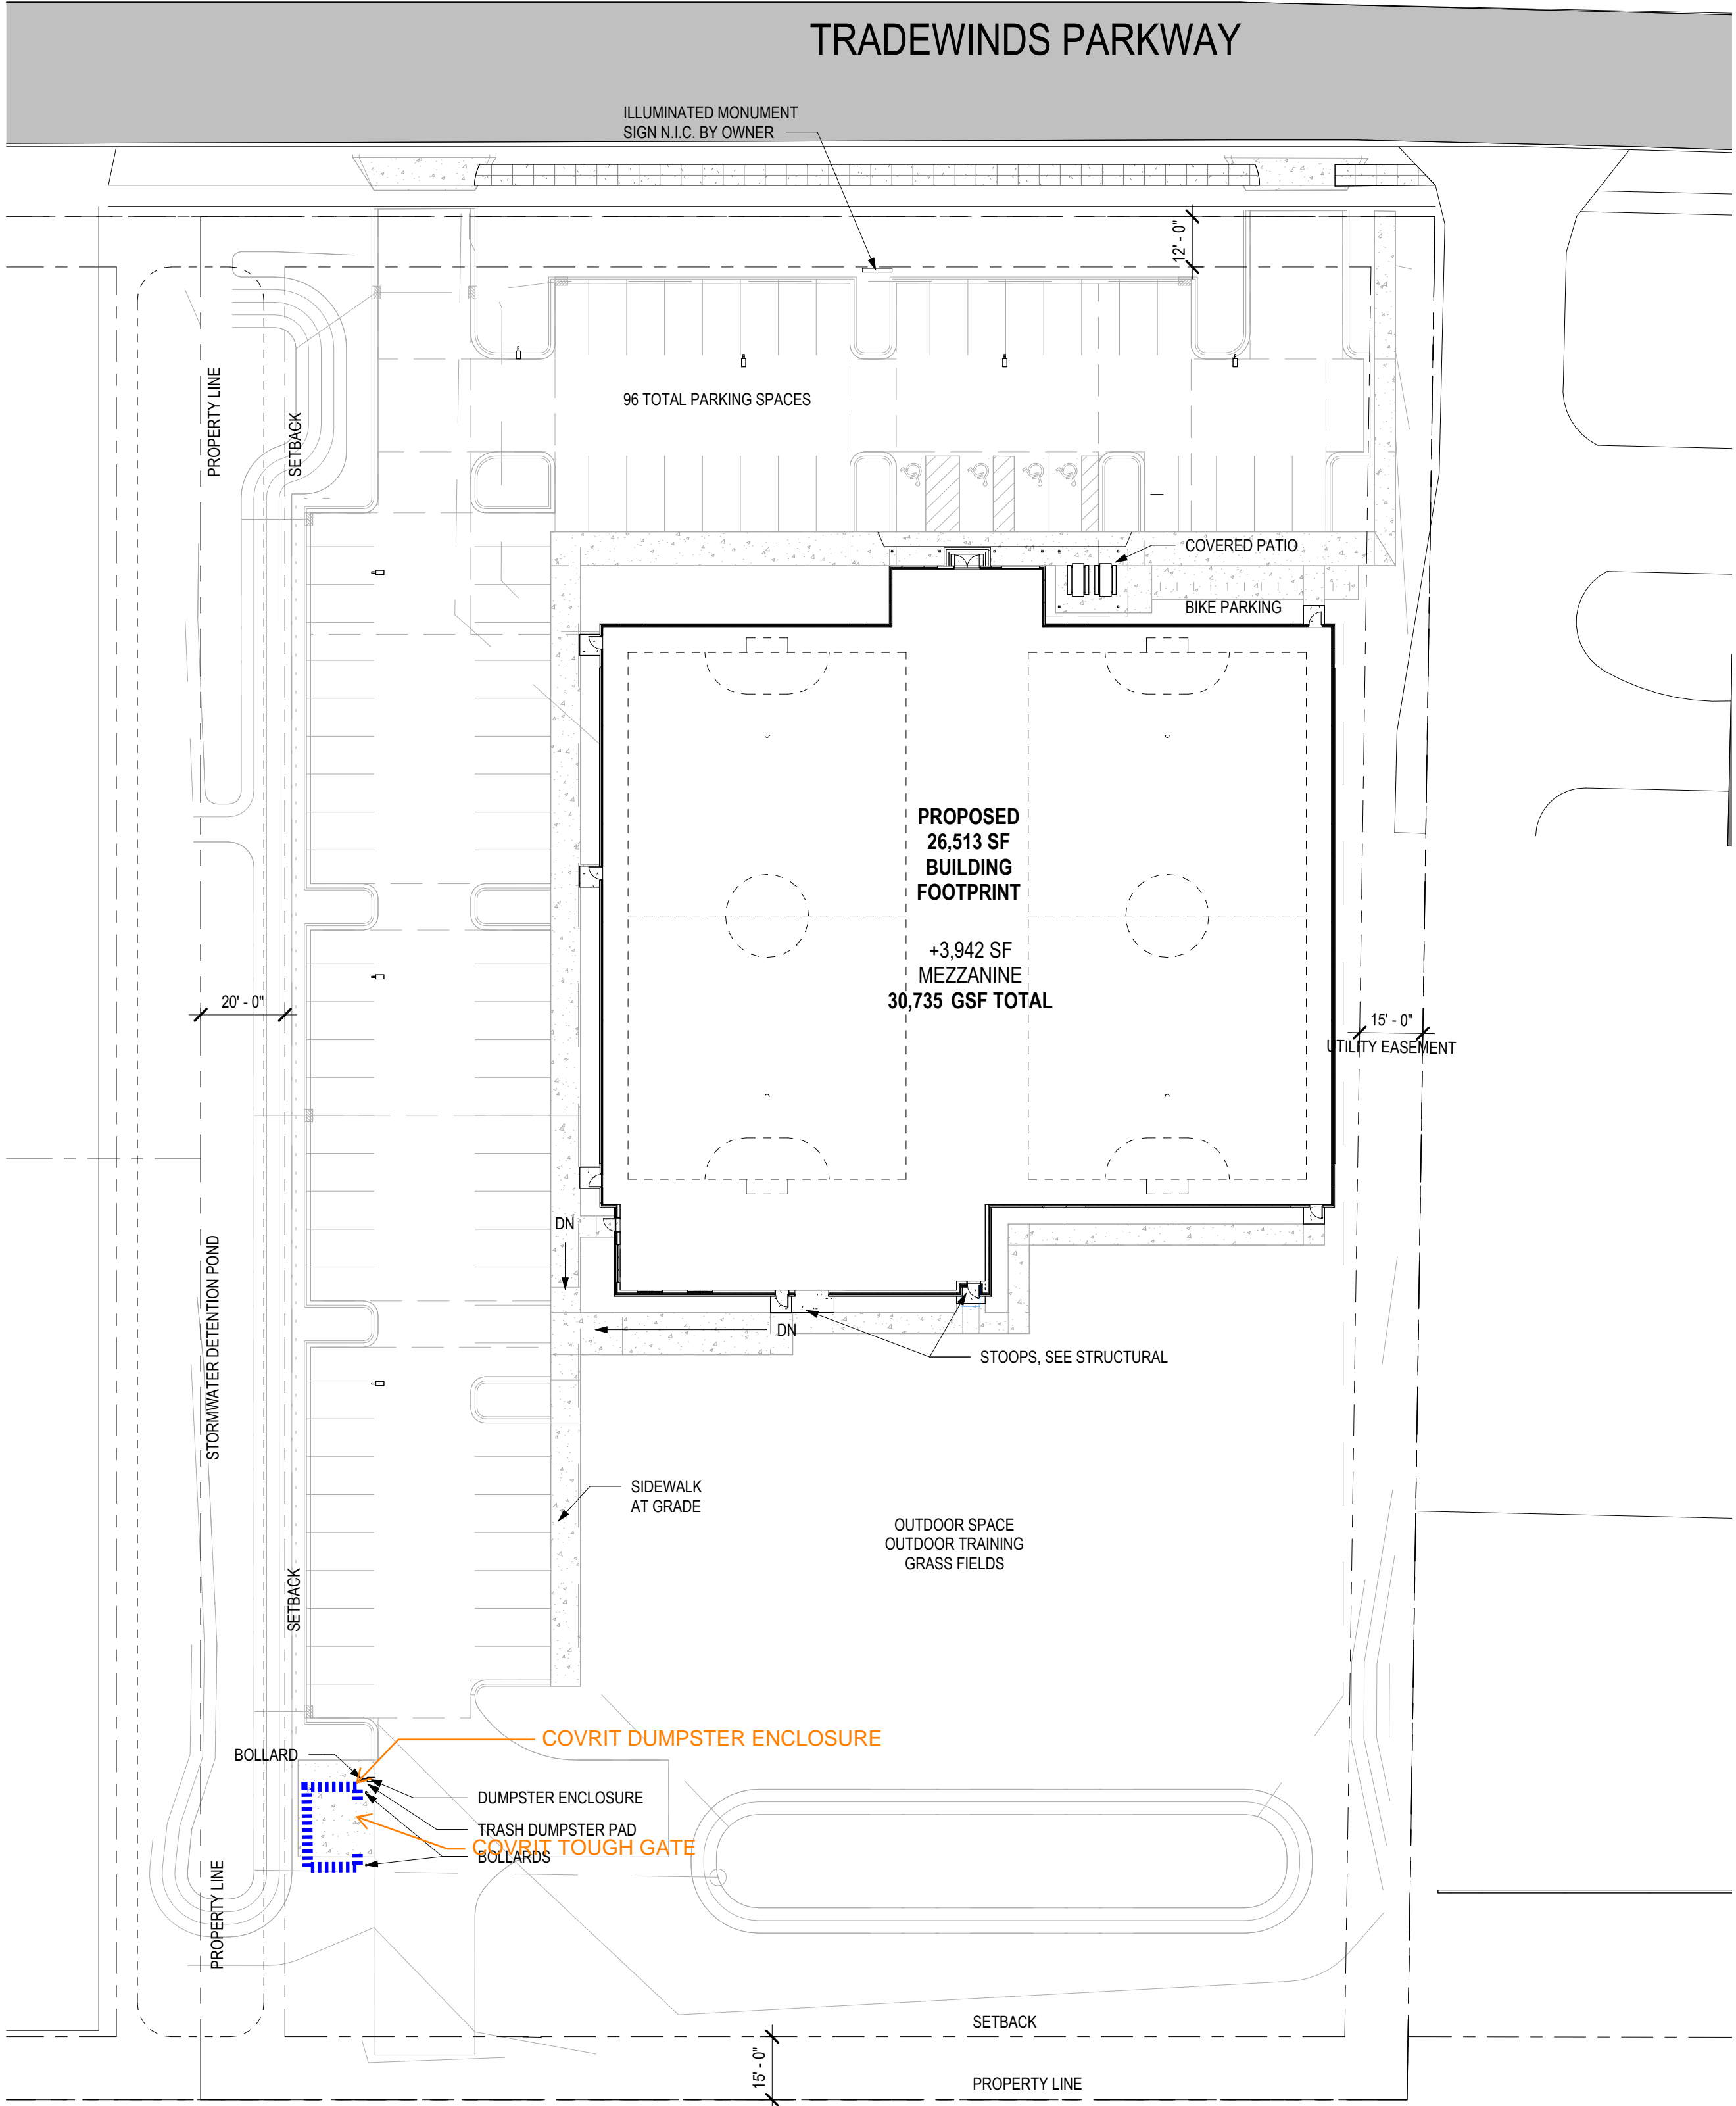 TRADEWINDS PARKWAY
ILLUMINATED MONUMENT
SIGN N.I.C. BY OWNER
12' - 0"
PROPERTY LINE
SETBACK
96 TOTAL PARKING SPACES
COVERED PATIO
BIKE PARKING
PROPOSED
26,513 SF
BUILDING
FOOTPRINT
+3,942 SF
MEZZANINE
30,735 GSF TOTAL
20' - 0"
15' - 0"
UTILITY EASEMENT
DN
STORMWATER DETENTION POND
DN
STOOPS, SEE STRUCTURAL
SIDEWALK
AT GRADE
OUTDOOR SPACE
OUTDOOR TRAINING
GRASS FIELDS
SETBACK
COVRIT DUMPSTER ENCLOSURE
BOLLARD
DUMPSTER ENCLOSURE
TRASH DUMPSTER PAD
COVRIT TOUGH GATE
BOLLARDS
PROPERTY LINE
SETBACK
15' - 0"
PROPERTY LINE